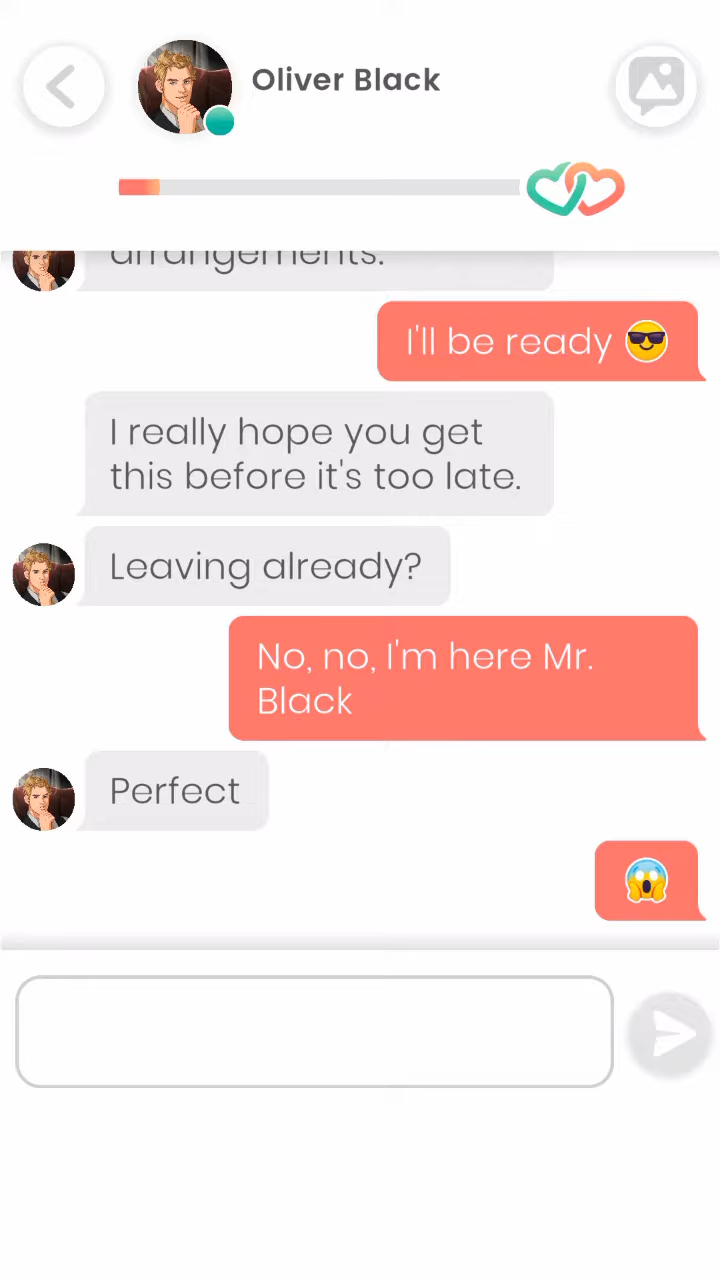 Oliver Black
arrangements.
I'll be ready 😎
I really hope you get
this before it's too late.
Leaving already?
No, no, I'm here Mr.
Black
Perfect
😱